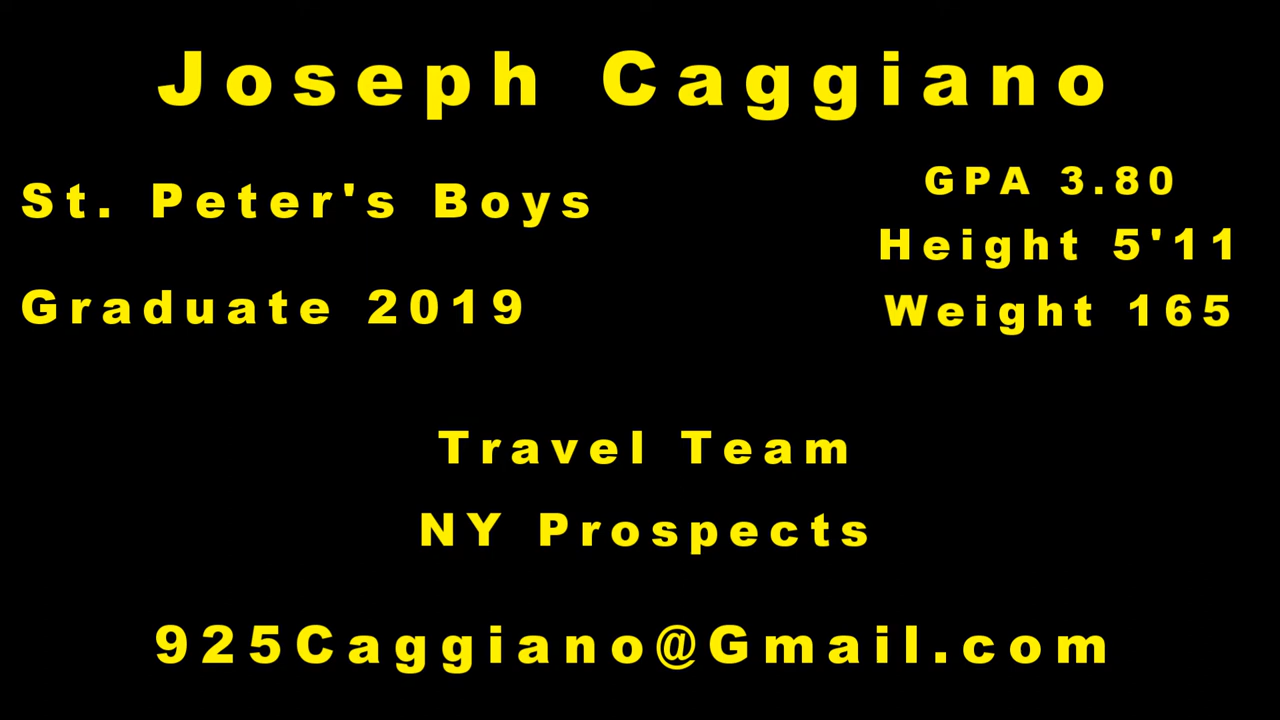 Joseph Caggiano
St. Peter's Boys
Graduate 2019
GPA 3.80
Height 5'11
Weight 165
Travel Team
NY Prospects
925Caggiano@Gmail.com